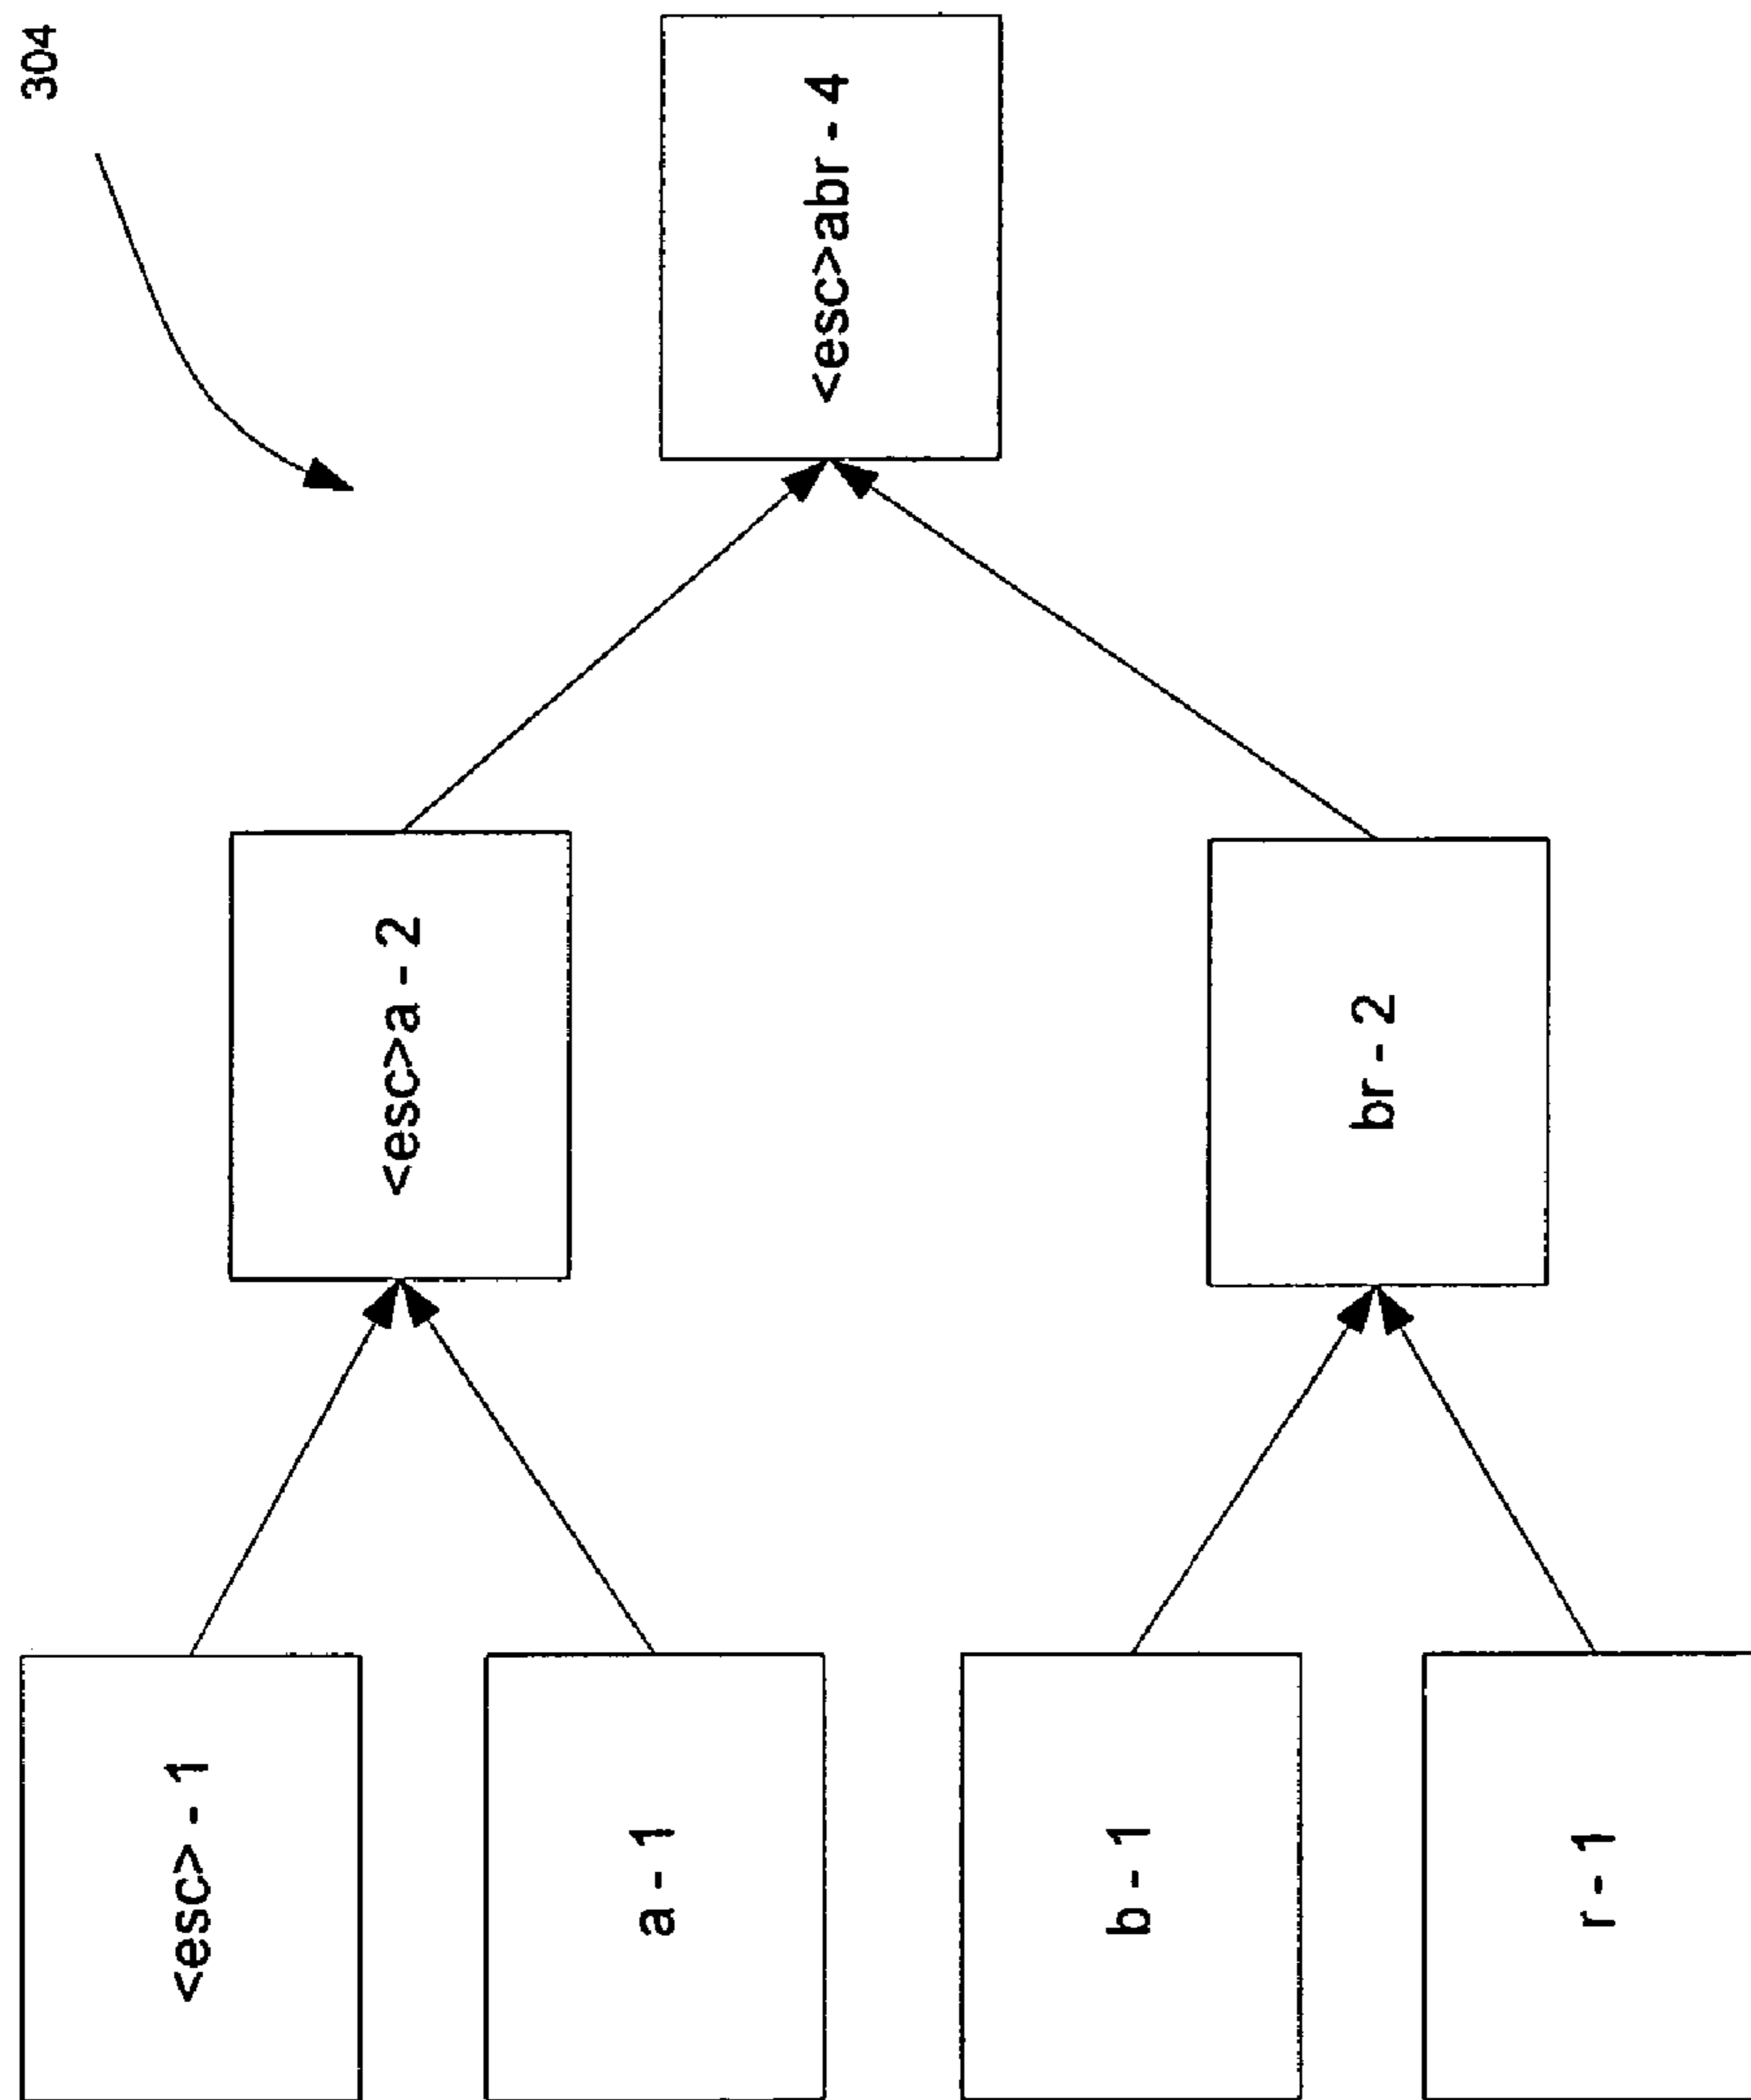 304
<esc> - 1
a - 1
b - 1
r - 1
<esc>a - 2
br - 2
<esc>abr - 4